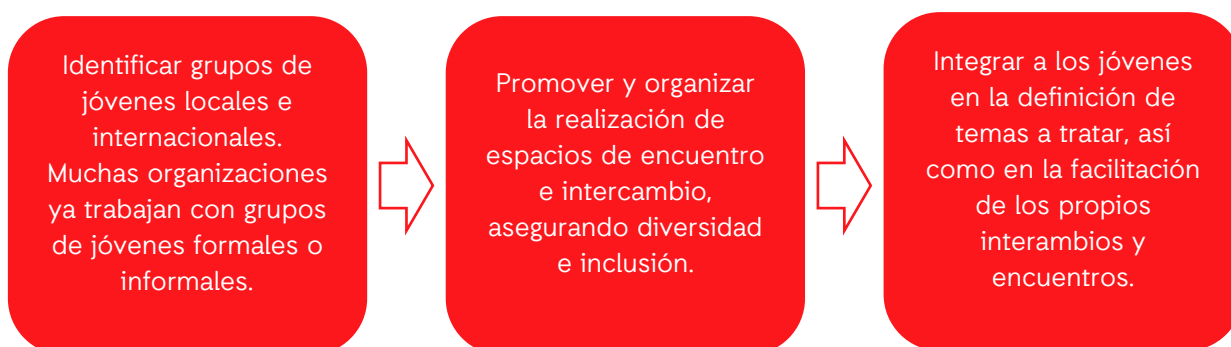 Identificar grupos de
jóvenes locales e
internacionales.
Muchas organizaciones
ya trabajan con grupos
de jóvenes formales o
informales.
Promover y organizar
la realización de
espacios de encuentro
e intercambio,
asegurando diversidad
e inclusión.
Integrar a los jóvenes
en la definición de
temas a tratar, así
como en la facilitación
de los propios
interambios y
encuentros.